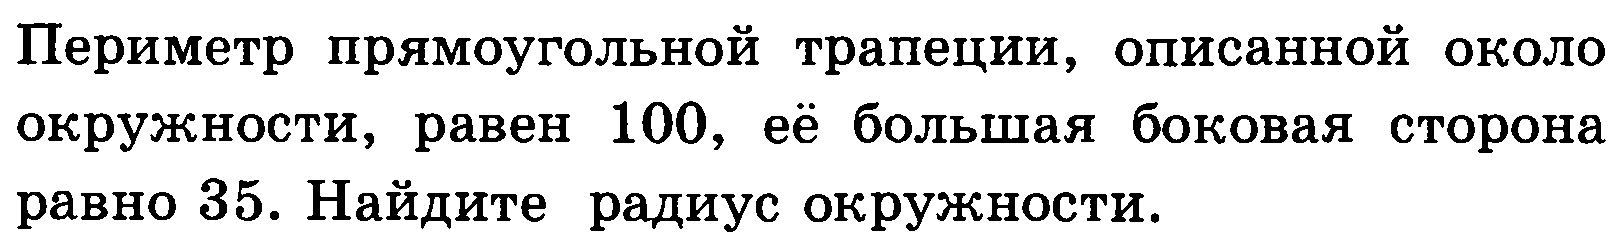 Периметр прямоугольной трапеции, описанной около
окружности, равен 100, её большая боковая сторона
равно 35. Найдите радиус окружности.